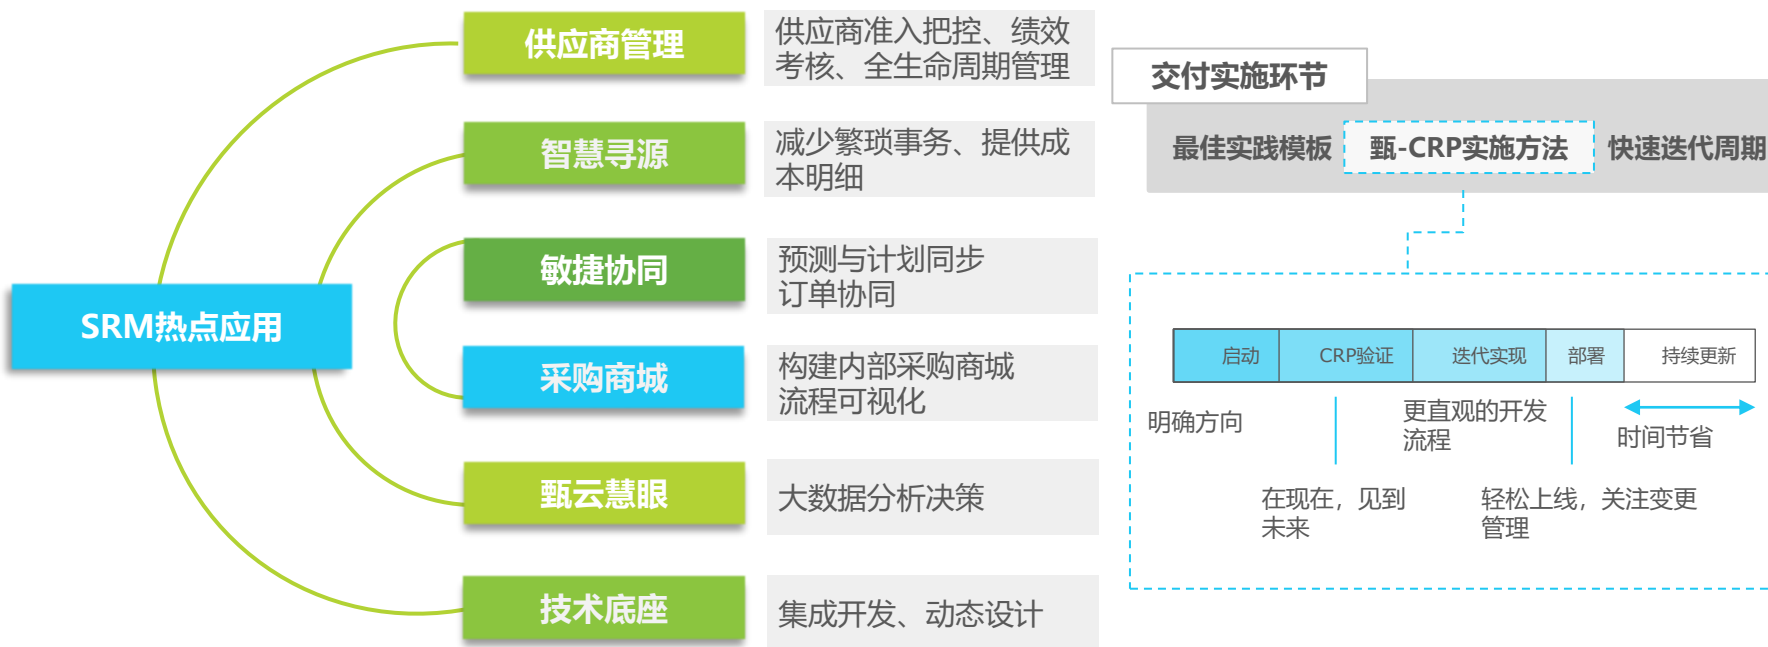 SRM热点应用
供应商管理
供应商准入把控、绩效
考核、全生命周期管理
智慧寻源
减少繁琐事务、提供成
本明细
敏捷协同
预测与计划同步
订单协同
采购商城
构建内部采购商城
流程可视化
甄云慧眼
大数据分析决策
技术底座
集成开发、动态设计
交付实施环节
最佳实践模板
甄-CRP实施方法
快速迭代周期
启动
CRP验证
迭代实现
部署
持续更新
明确方向
更直观的开发
流程
时间节省
在现在，见到
未来
轻松上线，关注变更
管理